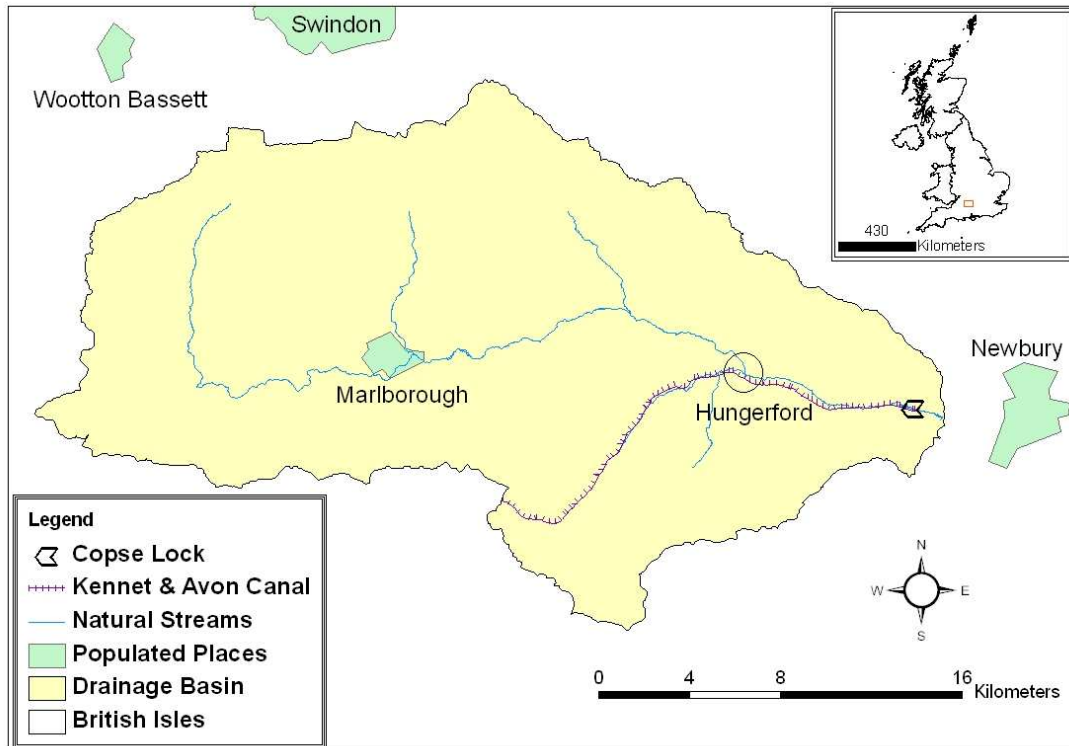 Swindon
Wootton Bassett
430
Kilometers
Newbury
Marlborough
Hungerford
Legend
Copse Lock
Kennet & Avon Canal
Natural Streams
Populated Places
Drainage Basin
British Isles
N
W E
S
0 4 8 16
Kilometers